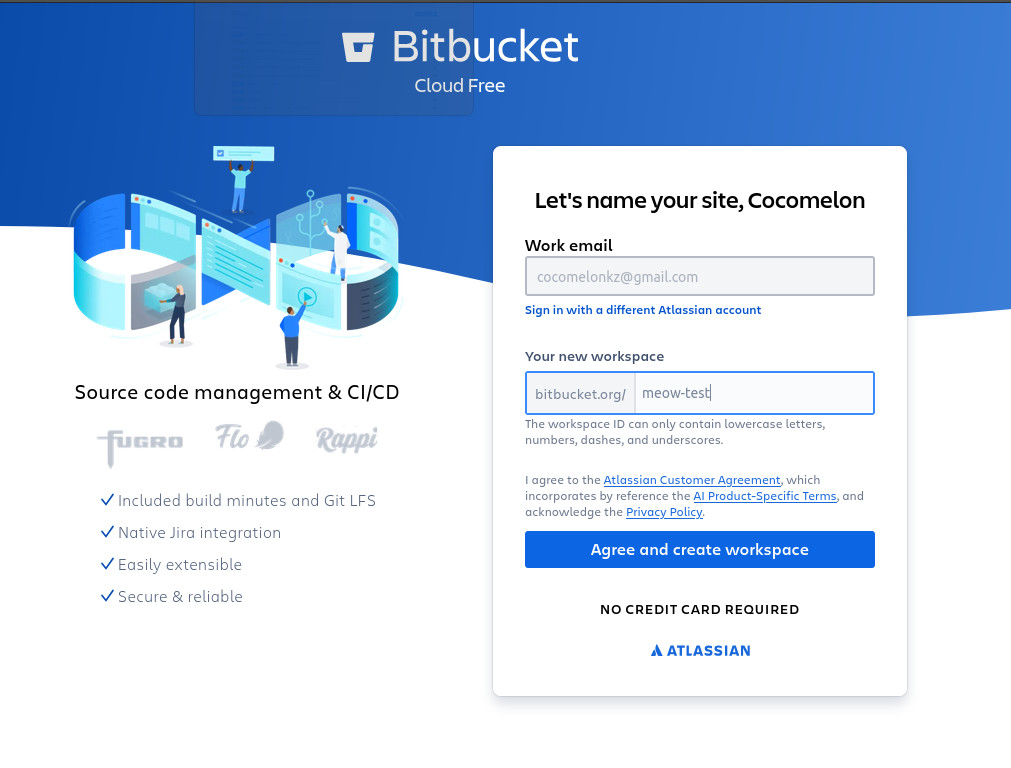 Bitbucket
Cloud Free
Source code management & CI/CD
FUGRO
Flo
Rappi
Included build minutes and Git LFS
Native Jira integration
Easily extensible
Secure & reliable
Let's name your site, Cocomelon
Work email
cocomelonkz@gmail.com
Sign in with a different Atlassian account
Your new workspace
bitbucket.org/ meow-test
The workspace ID can only contain lowercase letters,
numbers, dashes, and underscores.
I agree to the Atlassian Customer Agreement, which
incorporates by reference the AI Product-Specific Terms, and
acknowledge the Privacy Policy.
Agree and create workspace
NO CREDIT CARD REQUIRED
ATLASSIAN